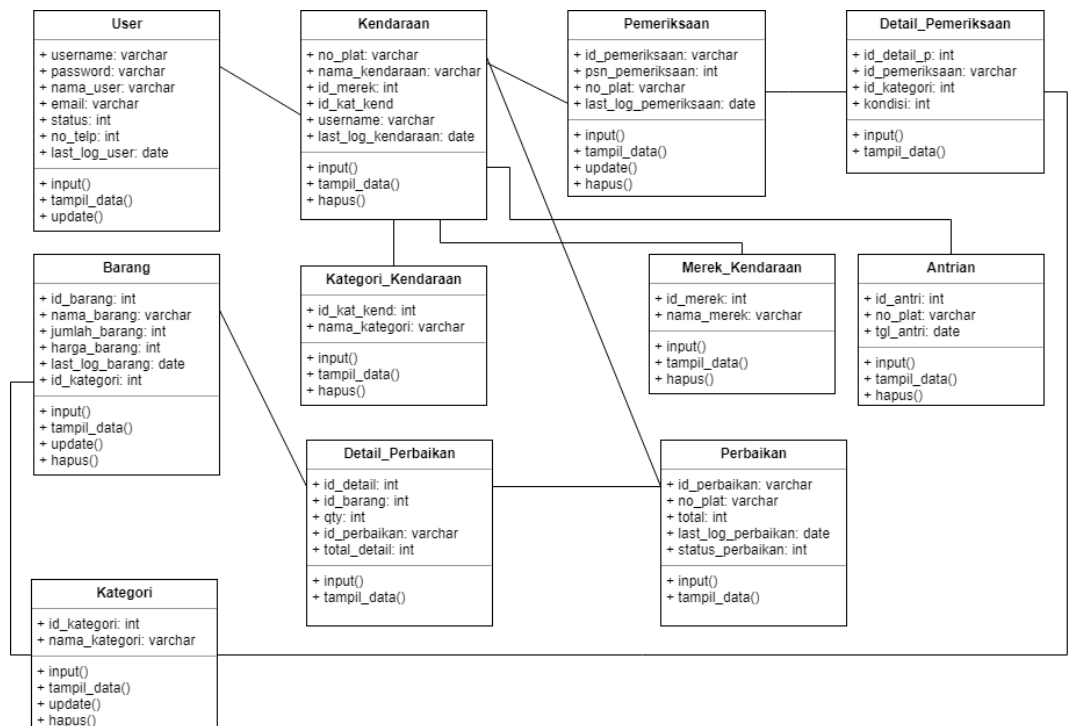 User
+ username: varchar
+ password: varchar
+ nama_user: varchar
+ email: varchar
+ status: int
+ no_telp: int
+ last_log_user: date
+ input()
+ tampil_data()
+ update()
Kendaraan
+ no_plat: varchar
+ nama_kendaraan: varchar
+ id_merek: int
+ id_kat_kend
+ username: varchar
+ last_log_kendaraan: date
+ input()
+ tampil_data()
+ hapus()
Pemeriksaan
+ id_pemeriksaan: varchar
+ psn_pemeriksaan: int
+ no_plat: varchar
+ last_log_pemeriksaan: date
+ input()
+ tampil_data()
+ update()
+ hapus()
Detail_Pemeriksaan
+ id_detail_p: int
+ id_pemeriksaan: varchar
+ id_kategori: int
+ kondisi: int
+ input()
+ tampil_data()
Barang
+ id_barang: int
+ nama_barang: varchar
+ jumlah_barang: int
+ harga_barang: int
+ last_log_barang: date
+ id_kategori: int
+ input()
+ tampil_data()
+ update()
+ hapus()
Kategori_Kendaraan
+ id_kat_kend: int
+ nama_kategori: varchar
+ input()
+ tampil_data()
+ hapus()
Merek_Kendaraan
+ id_merek: int
+ nama_merek: varchar
+ input()
+ tampil_data()
+ hapus()
Antrian
+ id_antri: int
+ no_plat: varchar
+ tgl_antri: date
+ input()
+ tampil_data()
+ hapus()
Detail_Perbaikan
+ id_detail: int
+ id_barang: int
+ qty: int
+ id_perbaikan: varchar
+ total_detail: int
+ input()
+ tampil_data()
Perbaikan
+ id_perbaikan: varchar
+ no_plat: varchar
+ total: int
+ last_log_perbaikan: date
+ status_perbaikan: int
+ input()
+ tampil_data()
Kategori
+ id_kategori: int
+ nama_kategori: varchar
+ input()
+ tampil_data()
+ update()
+ hapus()